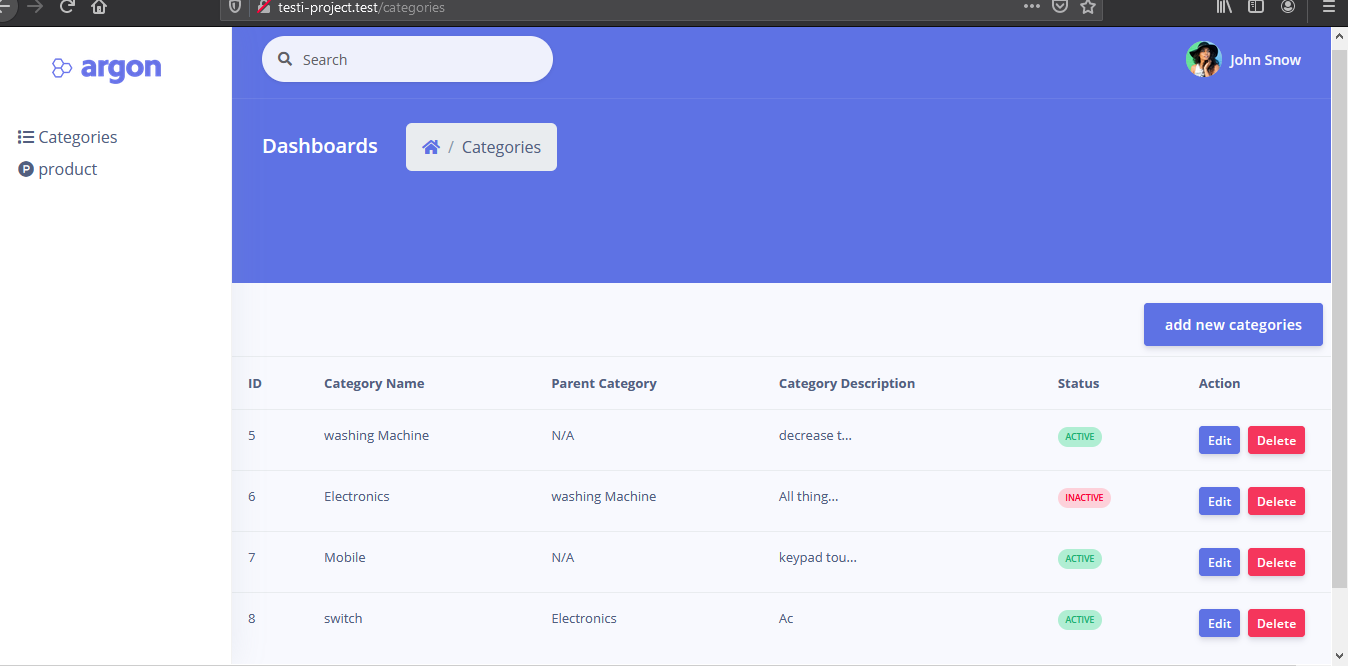 testi-project.test/categories
argon
Search
John Snow
Categories
product
Dashboards
/ Categories
add new categories
ID Category Name Parent Category Category Description Status Action
5 washing Machine N/A decrease t... ACTIVE Edit Delete
6 Electronics washing Machine All thing... INACTIVE Edit Delete
7 Mobile N/A keypad tou... ACTIVE Edit Delete
8 switch Electronics Ac ACTIVE Edit Delete